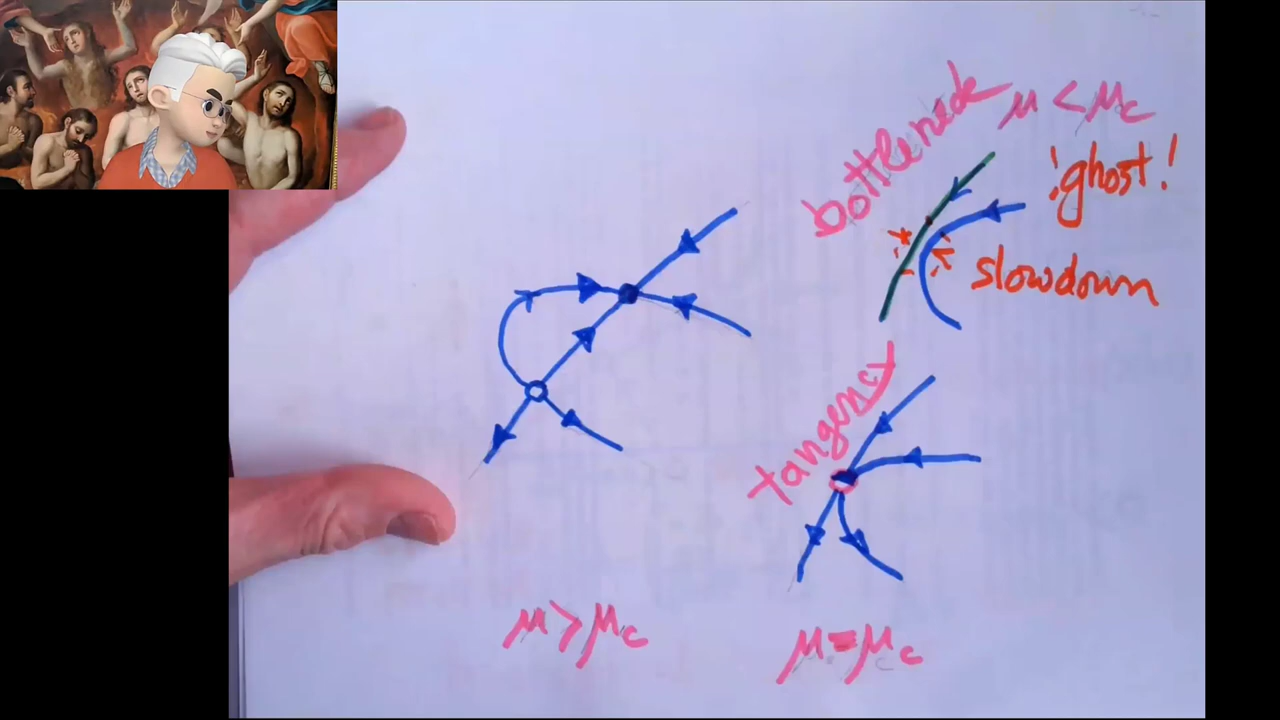 bottleneck
μ < μc
!ghost!
slowdown
tangency
μ > μc
μ = μc